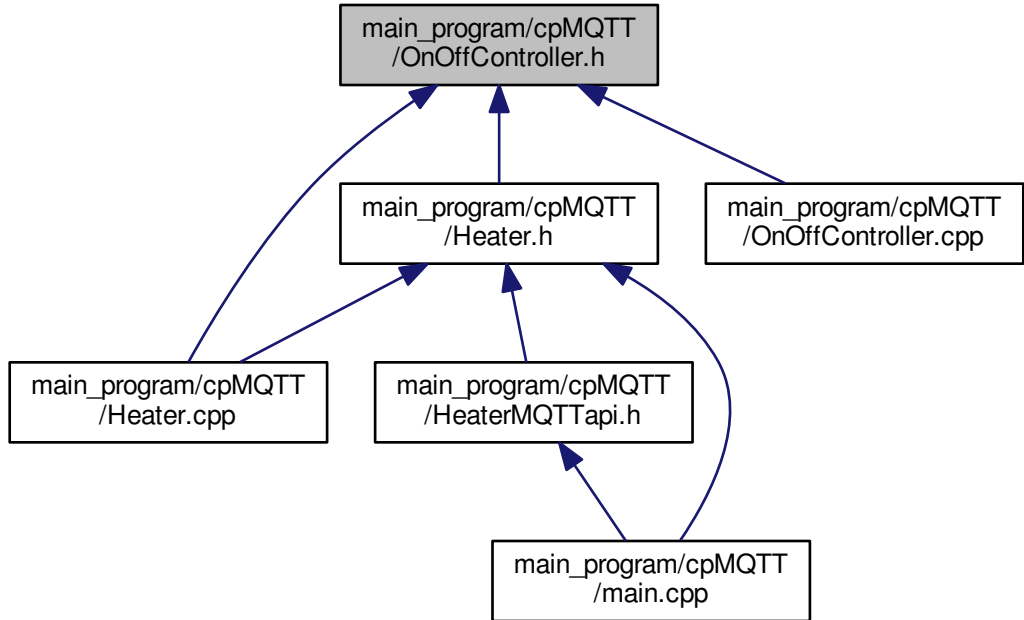 main_program/cpMQTT
/OnOffController.h
main_program/cpMQTT
/Heater.h
main_program/cpMQTT
/OnOffController.cpp
main_program/cpMQTT
/Heater.cpp
main_program/cpMQTT
/HeaterMQTTapi.h
main_program/cpMQTT
/main.cpp